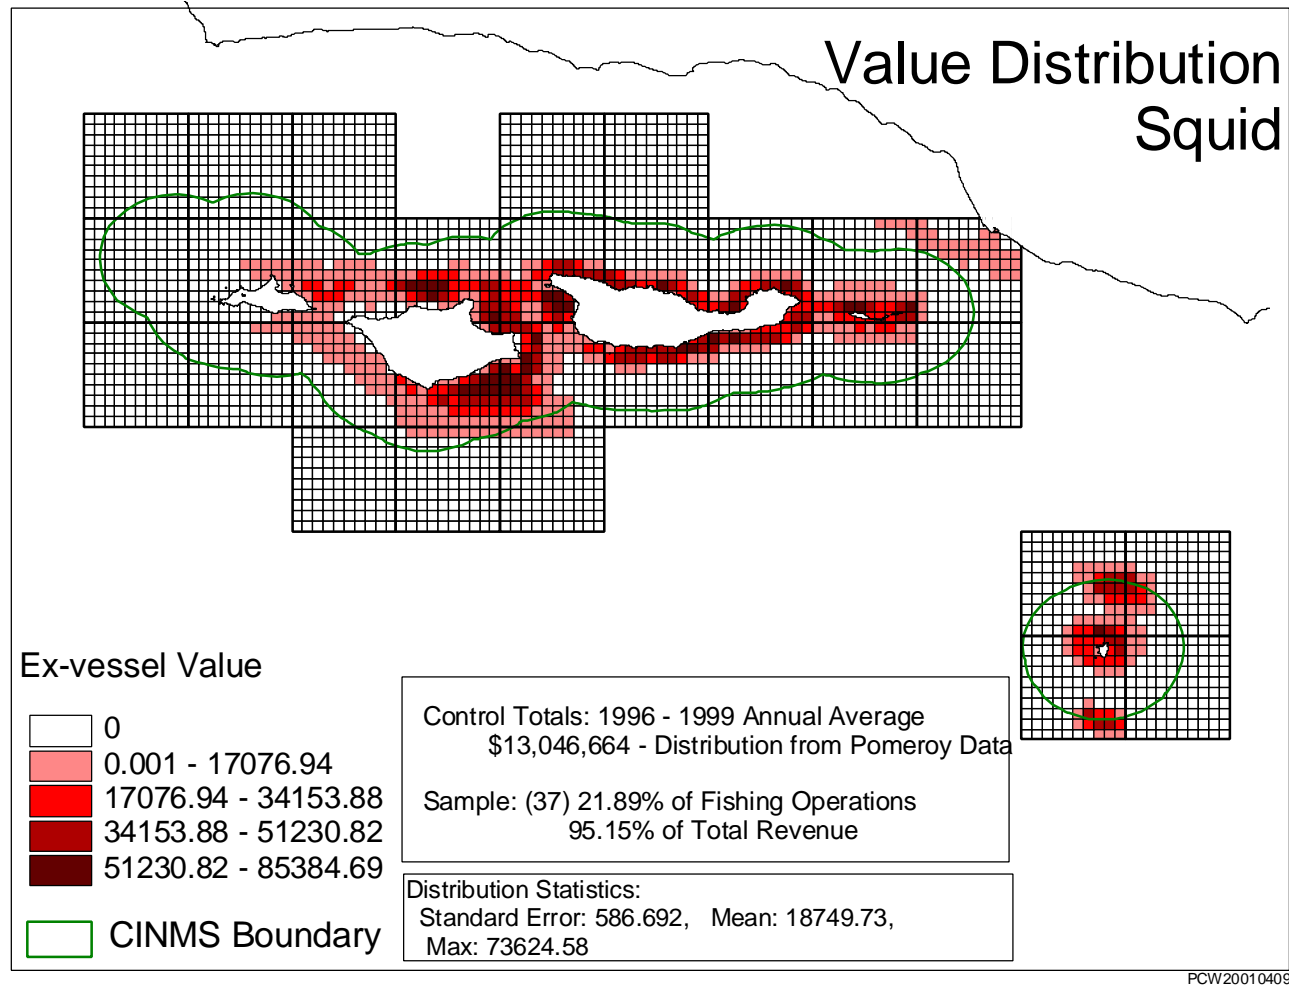 Value Distribution
Squid
Ex-vessel Value
0
0.001 - 17076.94
17076.94 - 34153.88
34153.88 - 51230.82
51230.82 - 85384.69
CINMS Boundary
Control Totals: 1996 - 1999 Annual Average
$13,046,664 - Distribution from Pomeroy Data
Sample: (37) 21.89% of Fishing Operations
95.15% of Total Revenue
Distribution Statistics:
Standard Error: 586.692, Mean: 18749.73,
Max: 73624.58
PCW20010409